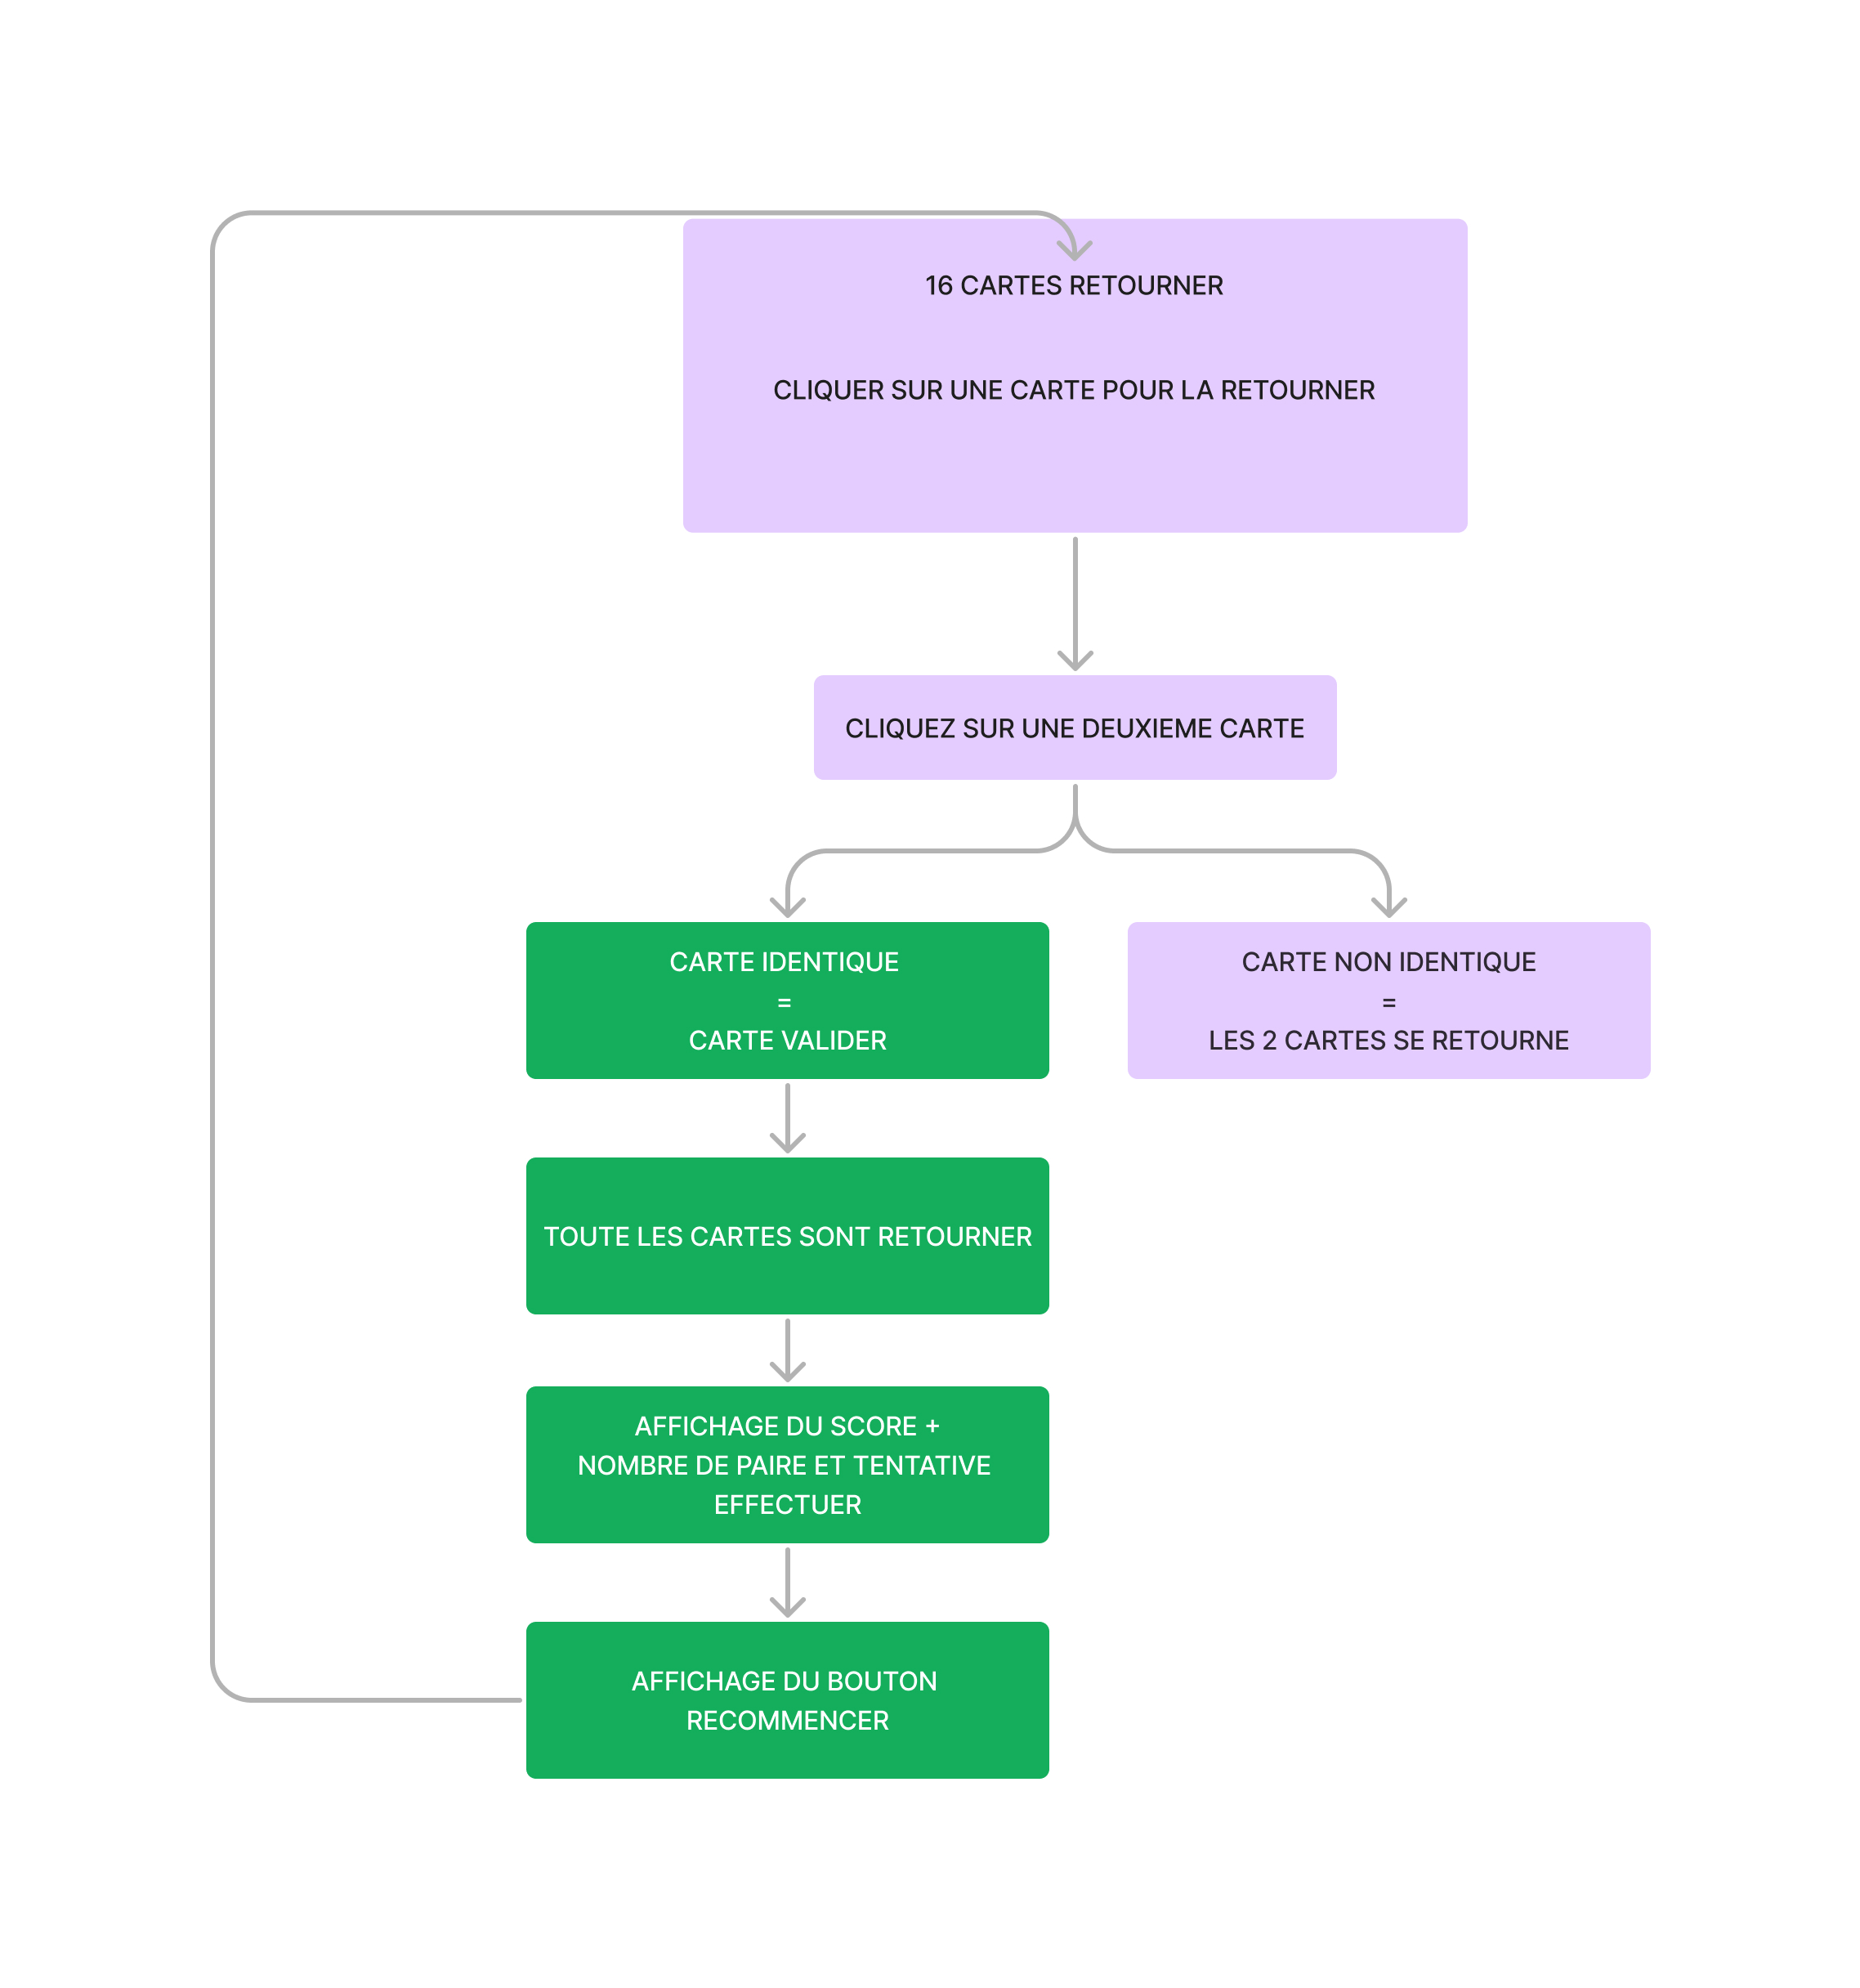 16 CARTES RETOURNER
CLIQUER SUR UNE CARTE POUR LA RETOURNER
CLIQUEZ SUR UNE DEUXIEME CARTE
CARTE IDENTIQUE
=
CARTE VALIDER
CARTE NON IDENTIQUE
=
LES 2 CARTES SE RETOURNE
TOUTE LES CARTES SONT RETOURNER
AFFICHAGE DU SCORE +
NOMBRE DE PAIRE ET TENTATIVE
EFFECTUER
AFFICHAGE DU BOUTON
RECOMMENCER